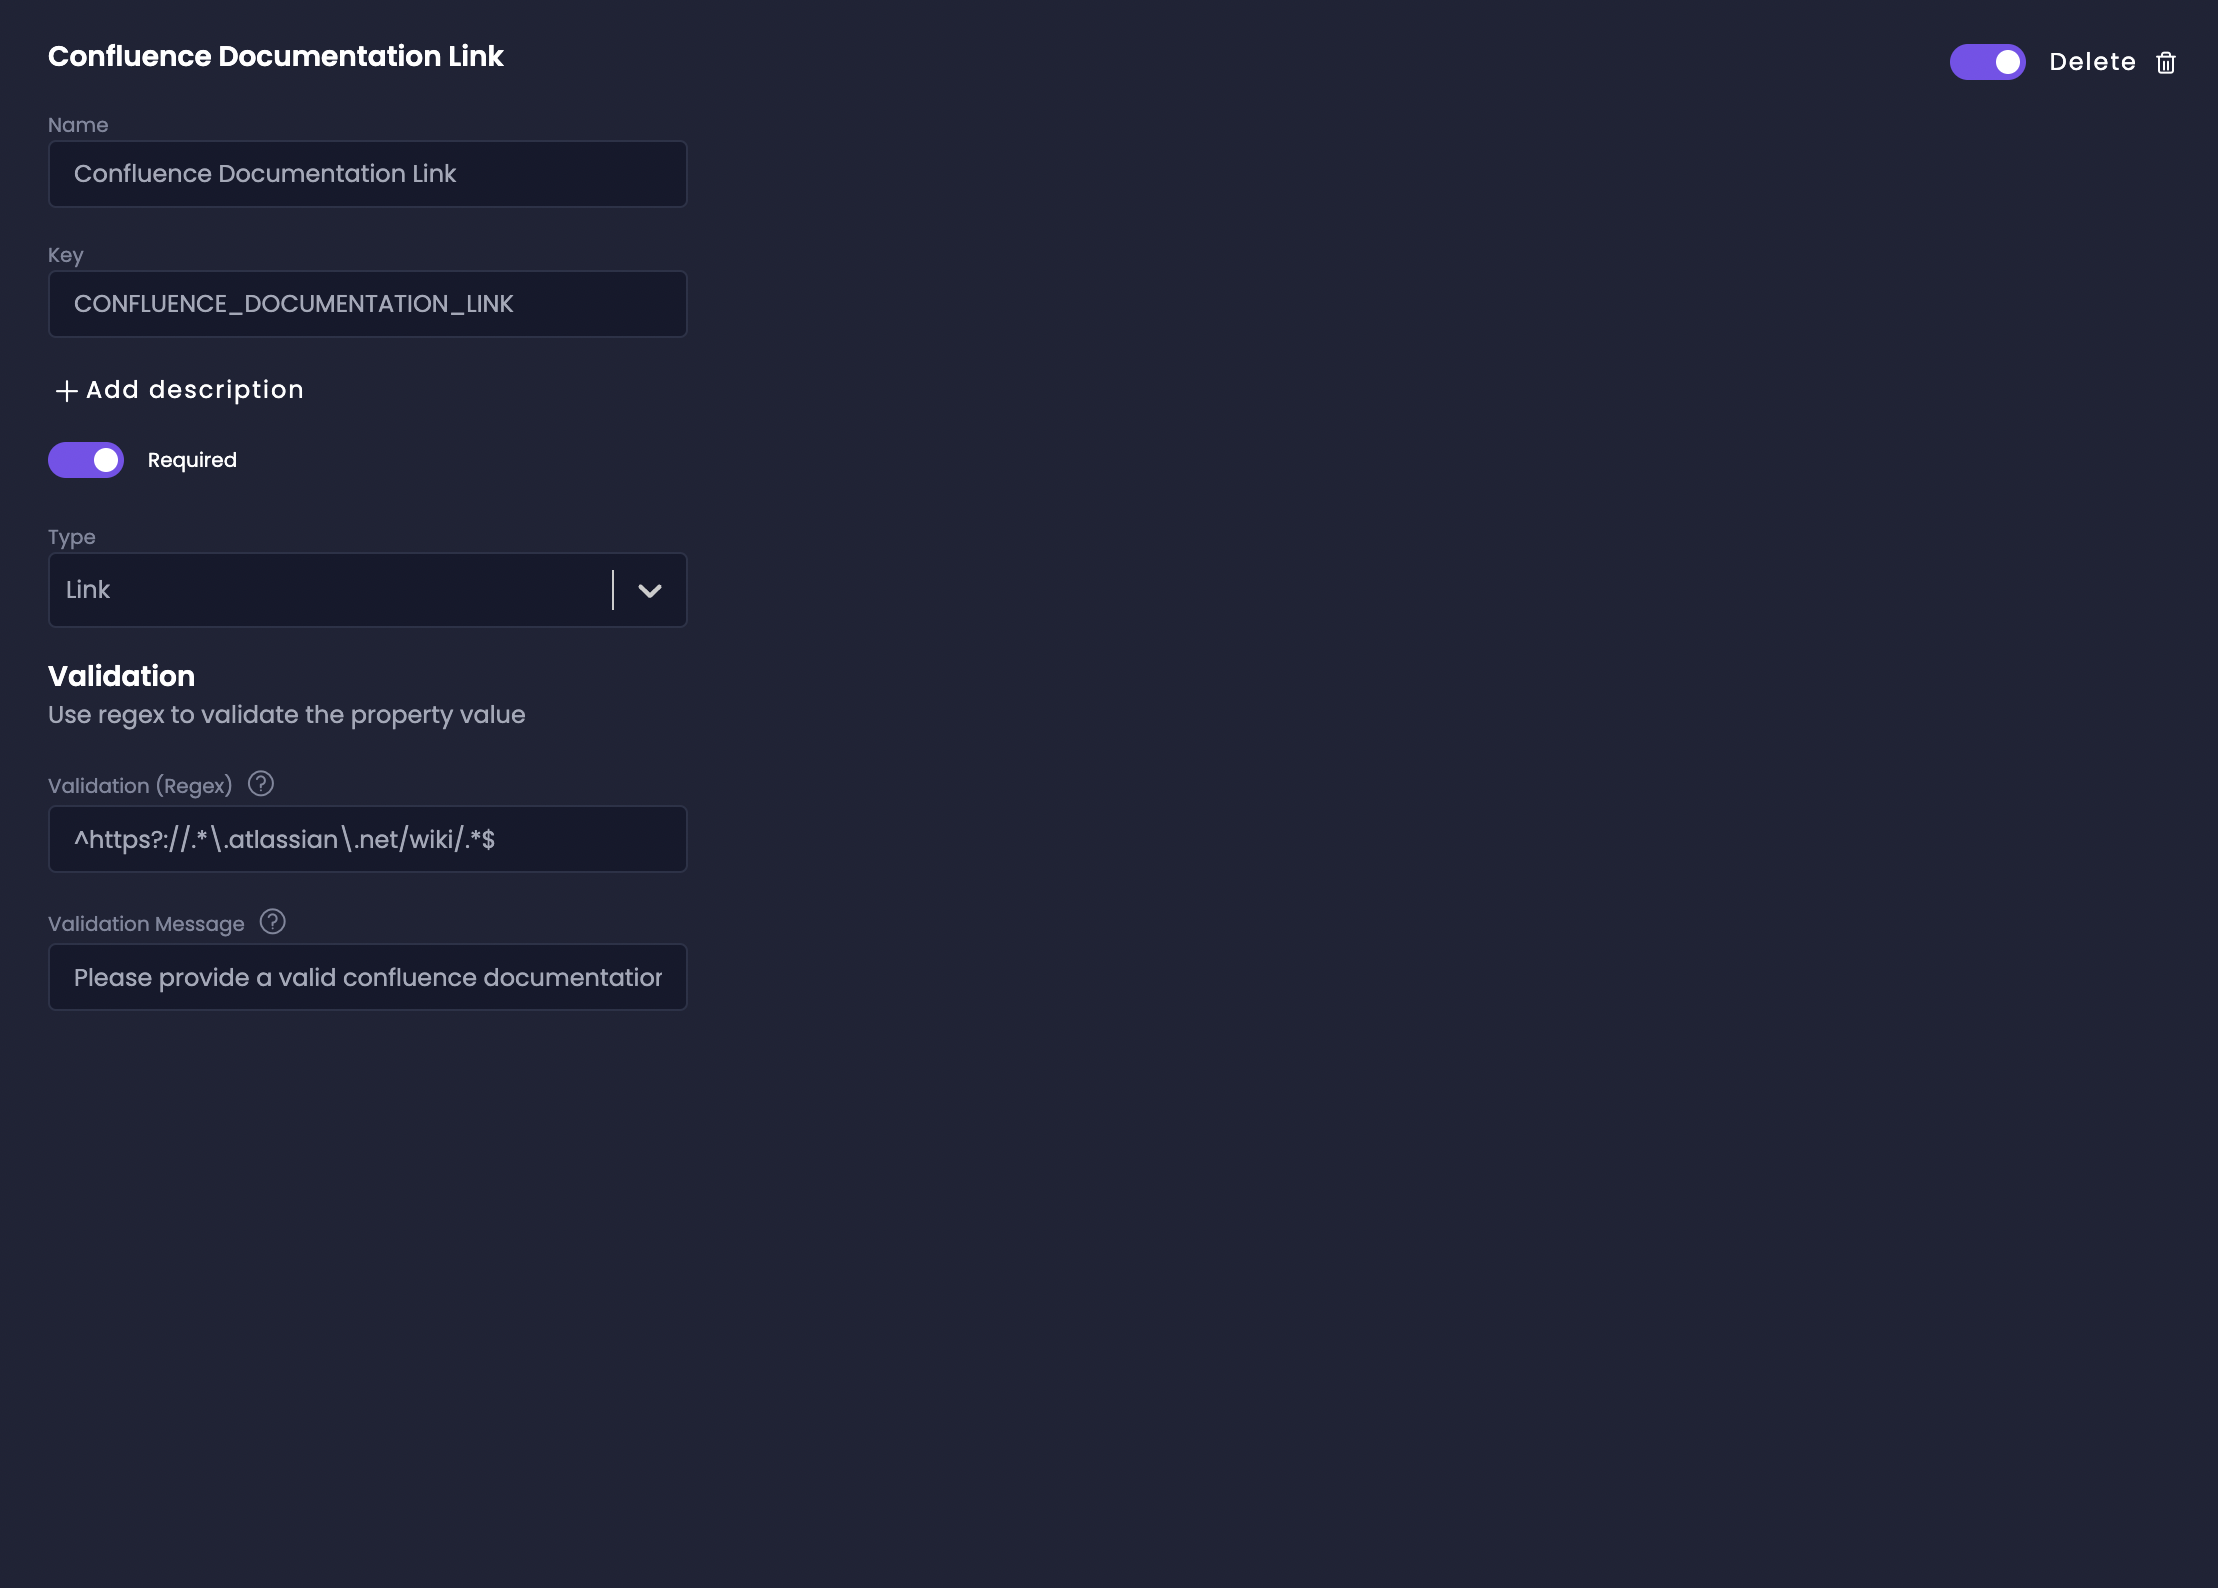 Confluence Documentation Link
Delete
Name
Confluence Documentation Link
Key
CONFLUENCE_DOCUMENTATION_LINK
Add description
Required
Type
Link
Validation
Use regex to validate the property value
Validation (Regex)
^https?://.*\.atlassian\.net/wiki/.*$
Validation Message
Please provide a valid confluence documentation